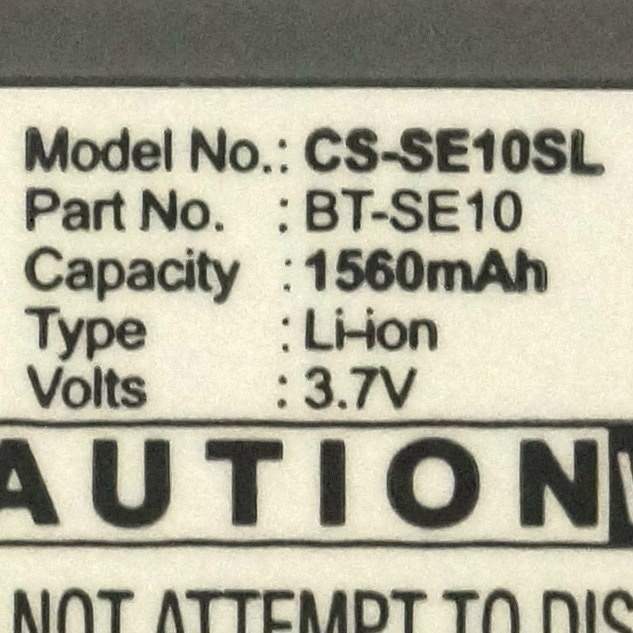 Model No.: CS-SE10SL
Part No. : BT-SE10
Capacity : 1560mAh
Type : Li-ion
Volts : 3.7V
AUTION
NOT ATTEMPT TO DIS